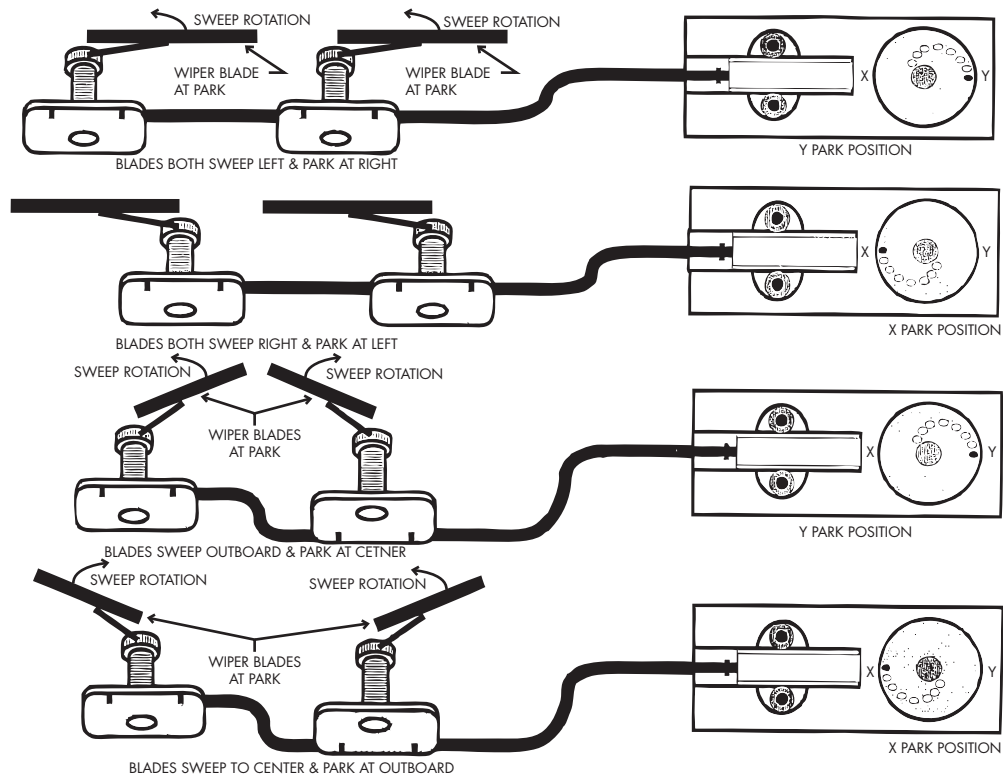 SWEEP ROTATION
SWEEP ROTATION
WIPER BLADE
AT PARK
WIPER BLADE
AT PARK
X
Y
BLADES BOTH SWEEP LEFT & PARK AT RIGHT
Y PARK POSITION
X
Y
X PARK POSITION
BLADES BOTH SWEEP RIGHT & PARK AT LEFT
SWEEP ROTATION
SWEEP ROTATION
WIPER BLADES
AT PARK
X
Y
Y PARK POSITION
BLADES SWEEP OUTBOARD & PARK AT CETNER
SWEEP ROTATION
SWEEP ROTATION
WIPER BLADES
AT PARK
X
Y
X PARK POSITION
BLADES SWEEP TO CENTER & PARK AT OUTBOARD